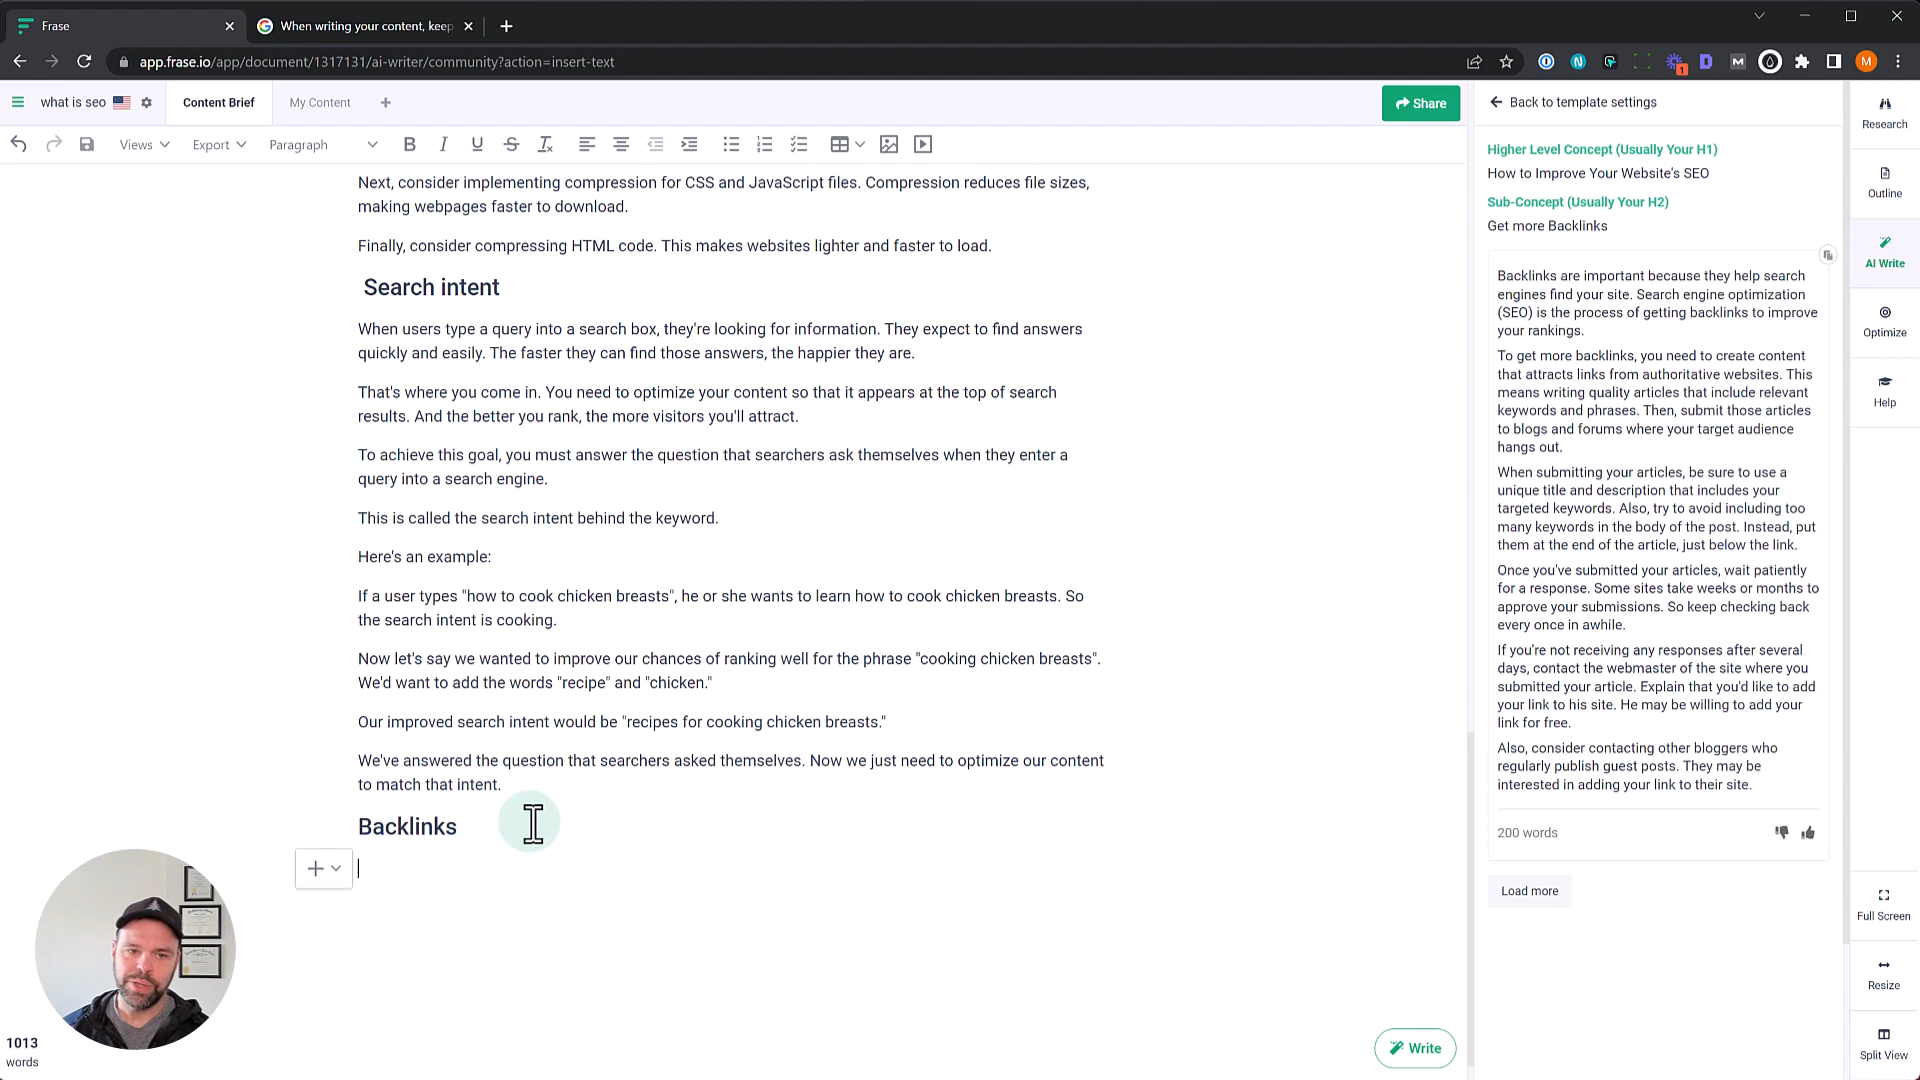 Frase
When writing your content, keep
app.frase.io/app/document/1317131/ai-writer/community?action=insert-text
1
M
M
what is seo
Content Brief
My Content
Share
Views
Export
Paragraph
Next, consider implementing compression for CSS and JavaScript files. Compression reduces file sizes,
making webpages faster to download.
Finally, consider compressing HTML code. This makes websites lighter and faster to load.
Search intent
When users type a query into a search box, they're looking for information. They expect to find answers
quickly and easily. The faster they can find those answers, the happier they are.
That's where you come in. You need to optimize your content so that it appears at the top of search
results. And the better you rank, the more visitors you'll attract.
To achieve this goal, you must answer the question that searchers ask themselves when they enter a
query into a search engine.
This is called the search intent behind the keyword.
Here's an example:
If a user types "how to cook chicken breasts", he or she wants to learn how to cook chicken breasts. So
the search intent is cooking.
Now let's say we wanted to improve our chances of ranking well for the phrase "cooking chicken breasts".
We'd want to add the words "recipe" and "chicken."
Our improved search intent would be "recipes for cooking chicken breasts."
We've answered the question that searchers asked themselves. Now we just need to optimize our content
to match that intent.
Backlinks
1013
words
Write
Back to template settings
Higher Level Concept (Usually Your H1)
How to Improve Your Website's SEO
Sub-Concept (Usually Your H2)
Get more Backlinks
Backlinks are important because they help search
engines find your site. Search engine optimization
(SEO) is the process of getting backlinks to improve
your rankings.
To get more backlinks, you need to create content
that attracts links from authoritative websites. This
means writing quality articles that include relevant
keywords and phrases. Then, submit those articles
to blogs and forums where your target audience
hangs out.
When submitting your articles, be sure to use a
unique title and description that includes your
targeted keywords. Also, try to avoid including too
many keywords in the body of the post. Instead, put
them at the end of the article, just below the link.
Once you've submitted your articles, wait patiently
for a response. Some sites take weeks or months to
approve your submissions. So keep checking back
every once in awhile.
If you're not receiving any responses after several
days, contact the webmaster of the site where you
submitted your article. Explain that you'd like to add
your link to his site. He may be willing to add your
link for free.
Also, consider contacting other bloggers who
regularly publish guest posts. They may be
interested in adding your link to their site.
200 words
Load more
Research
Outline
AI Write
Optimize
Help
Full Screen
Resize
Split View